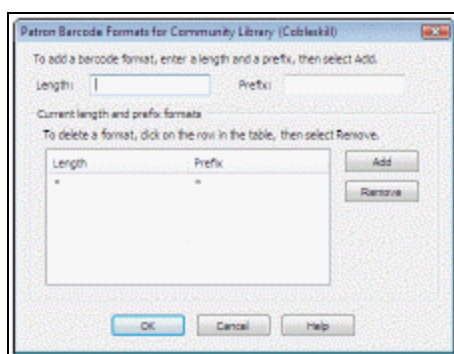 Patron Barcode Formats for Community Library (Cobleskill)
To add a barcode format, enter a length and a prefix, then select Add.
Length: Prefix:
Current length and prefix formats
To delete a format, click on the row in the table, then select Remove.
Length Prefix
* *
Add
Remove
OK Cancel Help